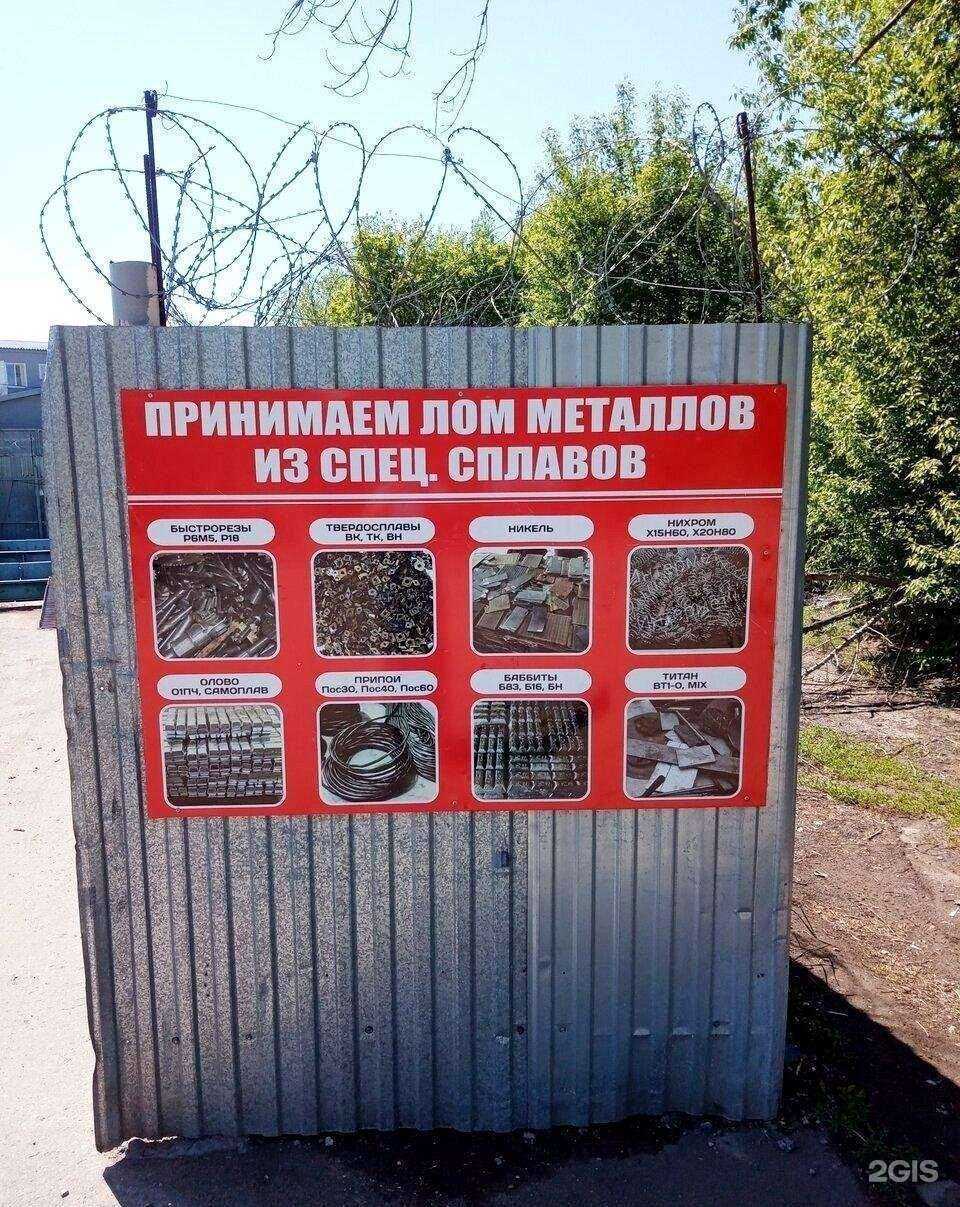 ПРИНИМАЕМ ЛОМ МЕТАЛЛОВ
ИЗ СПЕЦ. СПЛАВОВ
БЫСТРОРЕЗЫ
Р6М5, Р18
ТВЕРДОСПЛАВЫ
ВК, ТК, ВН
НИКЕЛЬ
НИХРОМ
Х15Н60, Х20Н80
ОЛОВО
О1ПЧ, САМОПЛАВ
ПРИПОЙ
Пос30, Пос40, Пос60
БАББИТЫ
Б83, Б16, БН
ТИТАН
ВТ1-0, MIX
2GIS